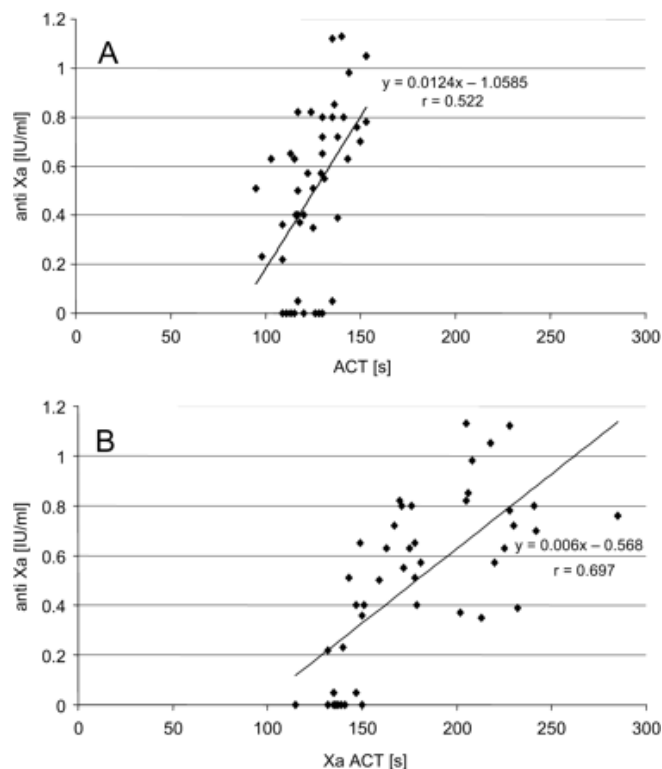 A
1.2
1
0.8
0.6
0.4
0.2
0
anti Xa [IU/ml]
y = 0.0124x – 1.0585
r = 0.522
0 50 100 150 200 250 300
ACT [s]
B
1.2
1
0.8
0.6
0.4
0.2
0
anti Xa [IU/ml]
y = 0.006x – 0.568
r = 0.697
0 50 100 150 200 250 300
Xa ACT [s]